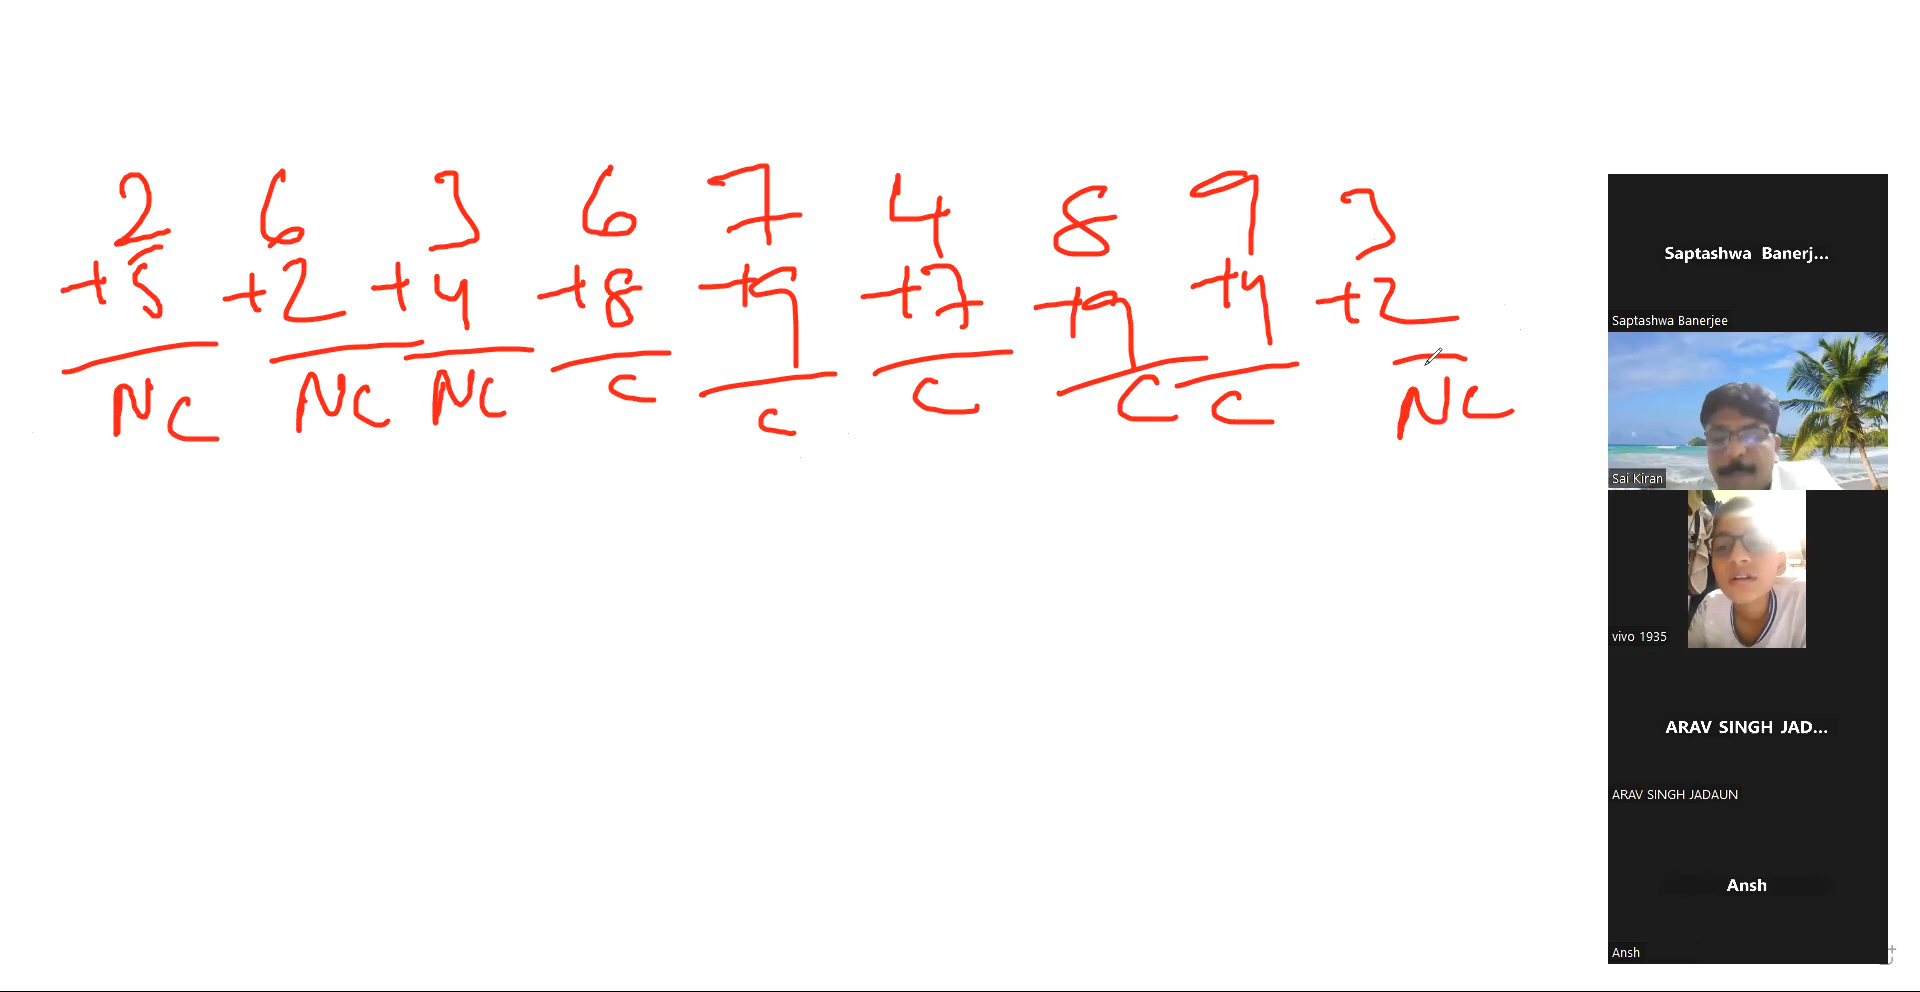 2 6 3 6 7 4 8 9 3
+5 +2 +4 +8 +9 +7 +9 +4 +2
NC NC NC C C C C C NC
Saptashwa Banerj...
Saptashwa Banerjee
Sai Kiran
vivo 1935
ARAV SINGH JAD...
ARAV SINGH JADAUN
Ansh
Ansh